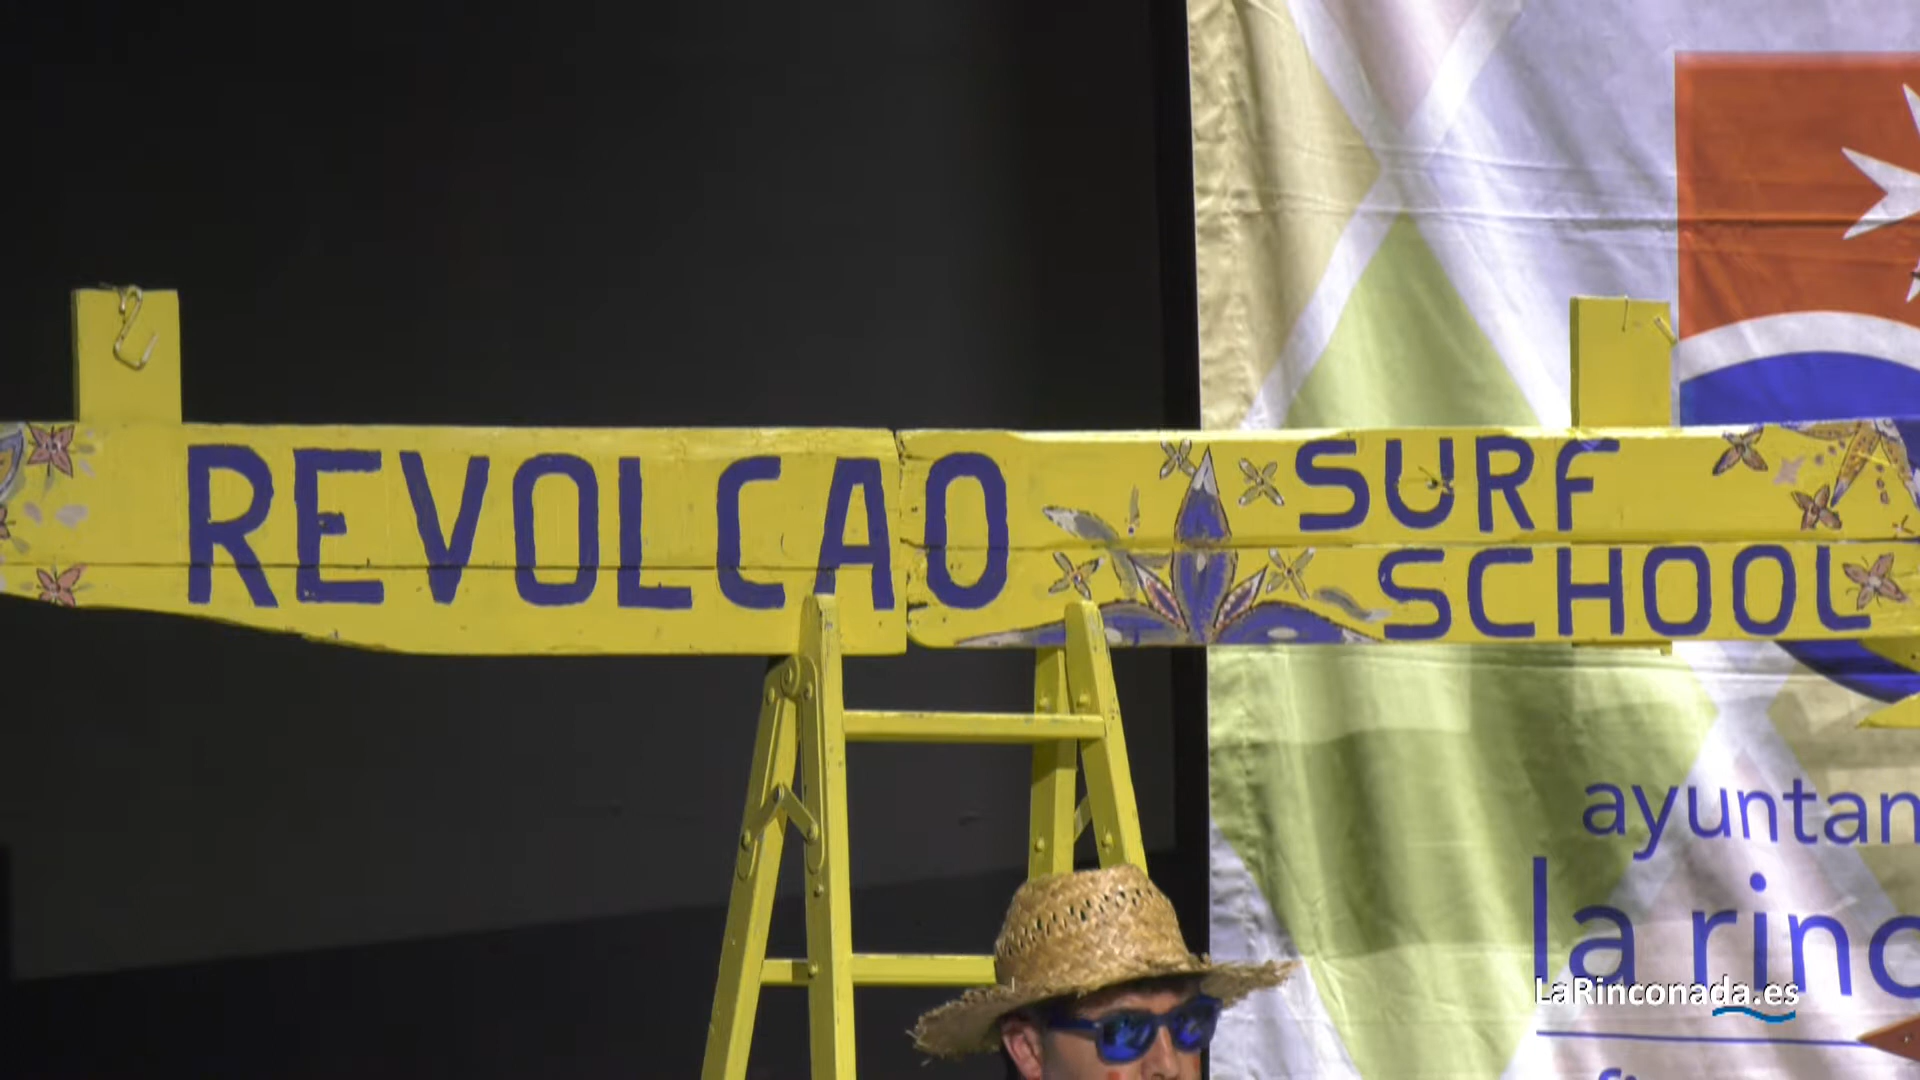 REVOLCAO
SURF
SCHOOL
ayuntan
la rinc
LaRinconada.es